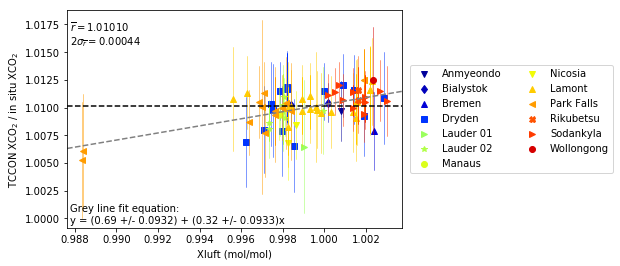 r̅ = 1.01010
2σr̅ = 0.00044
1.0175
1.0150
1.0125
1.0100
1.0075
1.0050
1.0025
1.0000
TCCON XCO₂ / in situ XCO₂
Grey line fit equation:
y = (0.69 +/- 0.0932) + (0.32 +/- 0.0933)x
0.988 0.990 0.992 0.994 0.996 0.998 1.000 1.002
Xluft (mol/mol)
Anmyeondo
Bialystok
Bremen
Dryden
Lauder 01
Lauder 02
Manaus
Nicosia
Lamont
Park Falls
Rikubetsu
Sodankyla
Wollongong